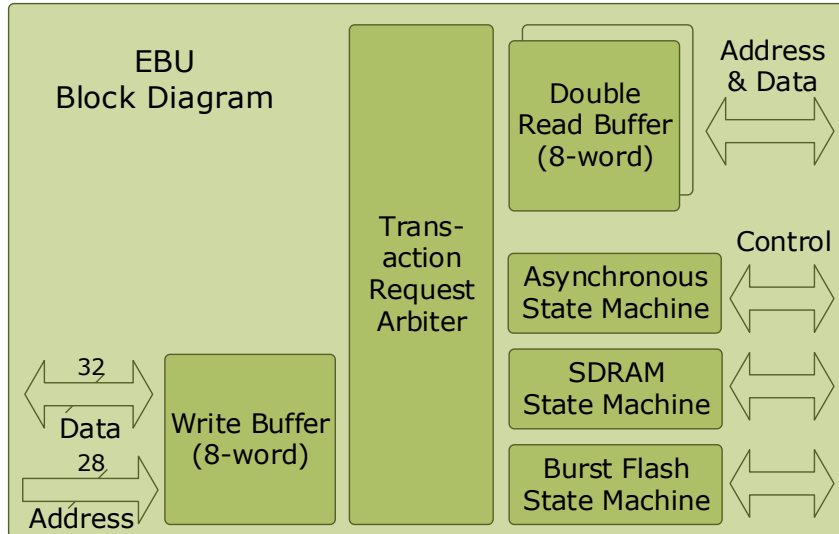 EBU
Block Diagram
Trans-
action
Request
Arbiter
Double
Read Buffer
(8-word)
Address
& Data
Control
Asynchronous
State Machine
SDRAM
State Machine
Burst Flash
State Machine
32
Data
28
Address
Write Buffer
(8-word)